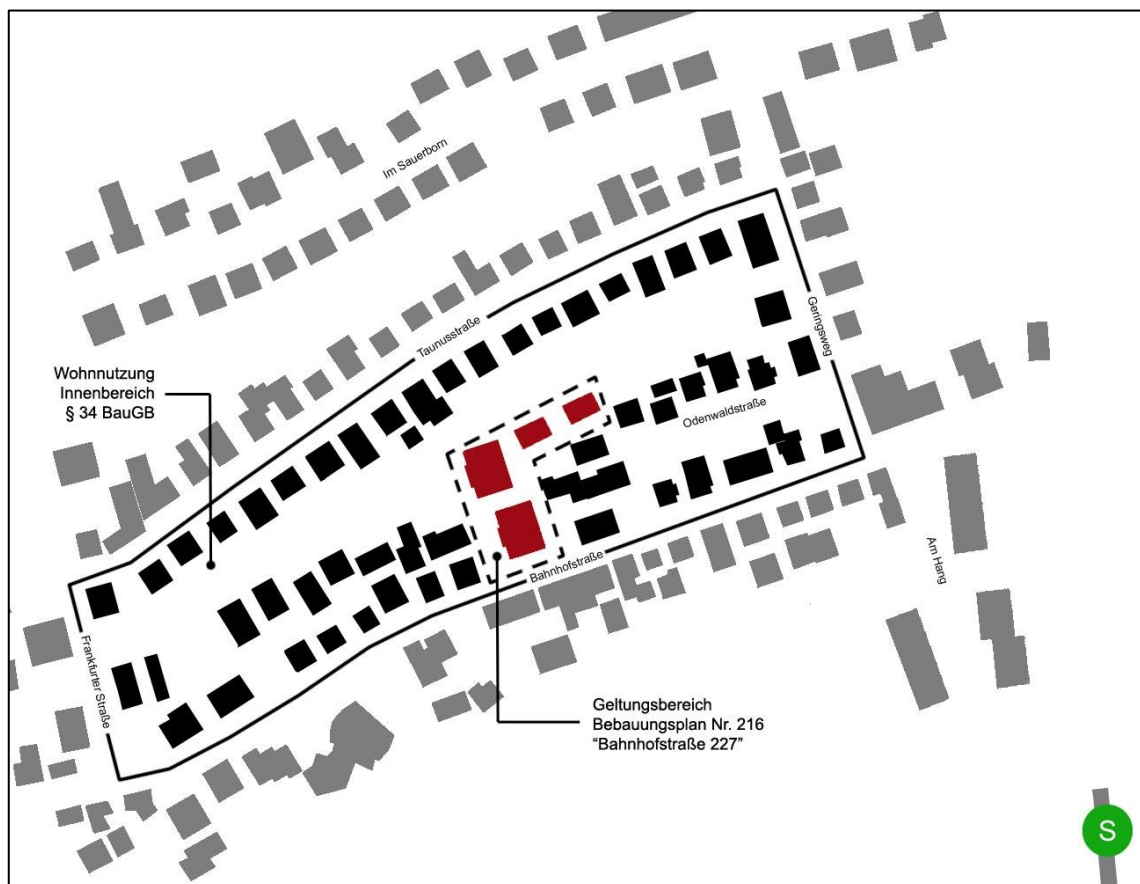 Im Sauerborn
Taunusstraße
Geringsweg
Wohnnutzung
Innenbereich
§ 34 BauGB
Odenwaldstraße
Bahnhofstraße
Am Hang
Frankfurter Straße
Geltungsbereich
Bebauungsplan Nr. 216
"Bahnhofstraße 227"
S